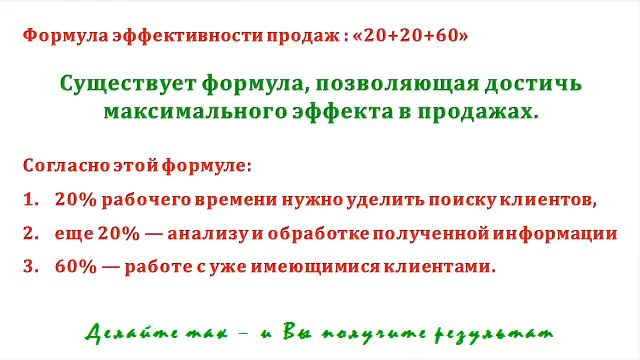 Формула эффективности продаж : «20+20+60»
Существует формула, позволяющая достичь
максимального эффекта в продажах.
Согласно этой формуле:
1. 20% рабочего времени нужно уделить поиску клиентов,
2. еще 20% — анализу и обработке полученной информации
3. 60% — работе с уже имеющимися клиентами.
Делайте так – и Вы получите результат